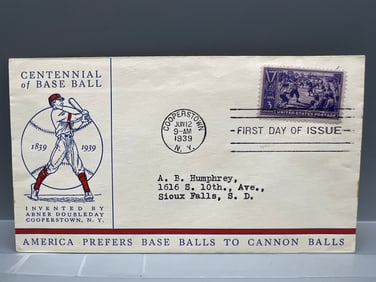 CENTENNIAL
of BASE BALL
1839 1939
INVENTED BY
ABNER DOUBLEDAY
COOPERSTOWN, N. Y.
COOPERSTOWN
JUN 12
9-AM
1939
N. Y.
3¢
UNITED STATES POSTAGE
FIRST DAY OF ISSUE
A. B. Humphrey,
1616 S. 10th., Ave.,
Sioux Falls, S. D.
AMERICA PREFERS BASE BALLS TO CANNON BALLS